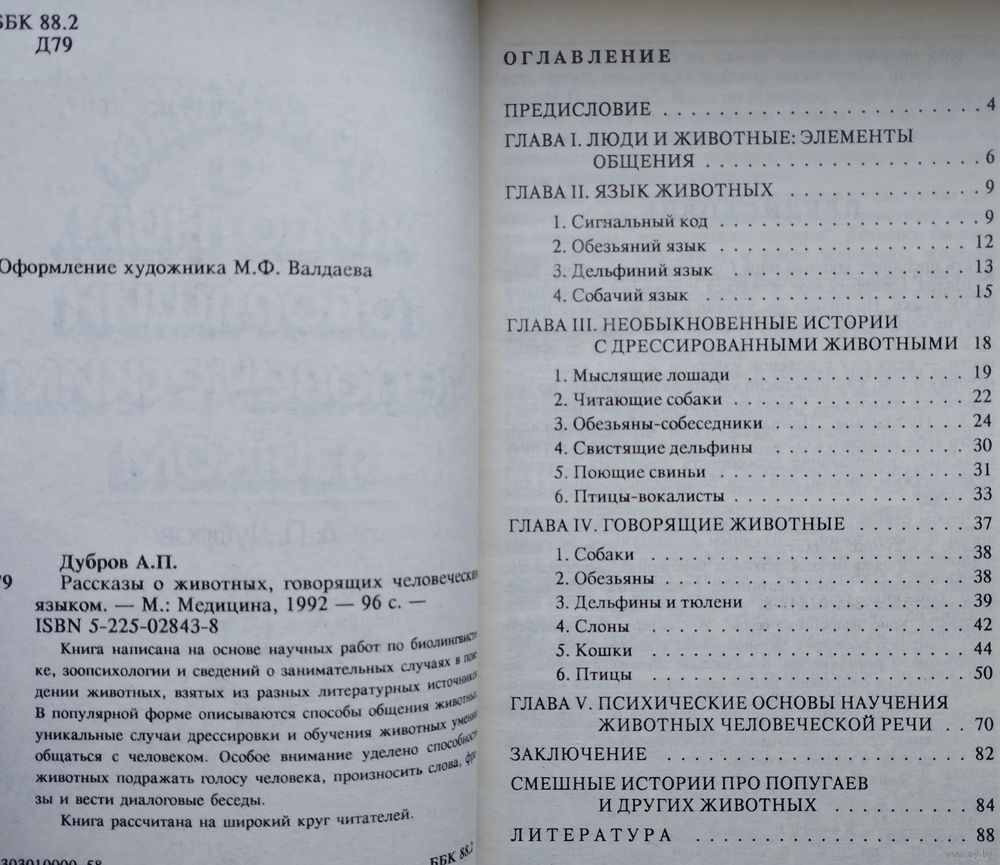 ББК 88.2
Д79
Оформление художника М.Ф. Валдаева
Дубров А.П.
Рассказы о животных, говорящих человеческим
языком. — М.: Медицина, 1992 — 96 с. —
ISBN 5-225-02843-8
Книга написана на основе научных работ по биолингвисти-
ке, зоопсихологии и сведений о занимательных случаях в пове-
дении животных, взятых из разных литературных источников.
В популярной форме описываются способы общения животных,
уникальные случаи дрессировки и обучения животных умению
общаться с человеком. Особое внимание уделено способности
животных подражать голосу человека, произносить слова, фра-
зы и вести диалоговые беседы.
Книга рассчитана на широкий круг читателей.
ББК 88.2
ОГЛАВЛЕНИЕ
ПРЕДИСЛОВИЕ . . . . . . . . . . . . . . . . . . . . 4
ГЛАВА I. ЛЮДИ И ЖИВОТНЫЕ: ЭЛЕМЕНТЫ
ОБЩЕНИЯ . . . . . . . . . . . . . . . . . 6
ГЛАВА II. ЯЗЫК ЖИВОТНЫХ . . . . . . . . . . . . 9
1. Сигнальный код . . . . . . . . . . . . . . . . 9
2. Обезьяний язык . . . . . . . . . . . . . . . . 12
3. Дельфиний язык . . . . . . . . . . . . . . . . 13
4. Собачий язык . . . . . . . . . . . . . . . . . 15
ГЛАВА III. НЕОБЫКНОВЕННЫЕ ИСТОРИИ
С ДРЕССИРОВАННЫМИ ЖИВОТНЫМИ 18
1. Мыслящие лошади . . . . . . . . . . . . . . . 19
2. Читающие собаки . . . . . . . . . . . . . . . 22
3. Обезьяны-собеседники . . . . . . . . . . . . . 24
4. Свистящие дельфины . . . . . . . . . . . . . . 30
5. Поющие свиньи . . . . . . . . . . . . . . . . 31
6. Птицы-вокалисты . . . . . . . . . . . . . . . 33
ГЛАВА IV. ГОВОРЯЩИЕ ЖИВОТНЫЕ . . . . . . . . 37
1. Собаки . . . . . . . . . . . . . . . . . . . . 38
2. Обезьяны . . . . . . . . . . . . . . . . . . . 38
3. Дельфины и тюлени . . . . . . . . . . . . . . 39
4. Слоны . . . . . . . . . . . . . . . . . . . . 42
5. Кошки . . . . . . . . . . . . . . . . . . . . 44
6. Птицы . . . . . . . . . . . . . . . . . . . . 50
ГЛАВА V. ПСИХИЧЕСКИЕ ОСНОВЫ НАУЧЕНИЯ
ЖИВОТНЫХ ЧЕЛОВЕЧЕСКОЙ РЕЧИ . . 70
ЗАКЛЮЧЕНИЕ . . . . . . . . . . . . . . . . . . . 82
СМЕШНЫЕ ИСТОРИИ ПРО ПОПУГАЕВ
И ДРУГИХ ЖИВОТНЫХ . . . . . . . . . . 84
ЛИТЕРАТУРА . . . . . . . . . . . . . . . . . . 88
www.ay.by